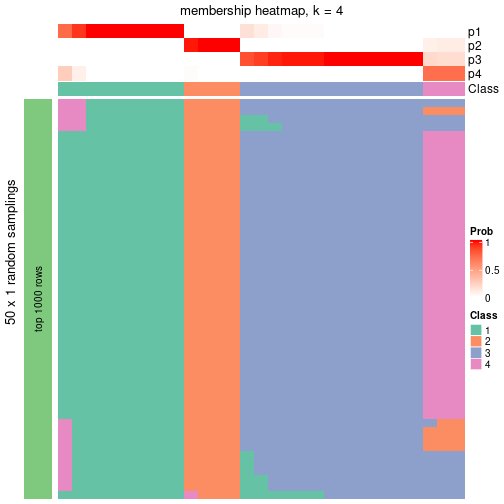 membership heatmap, k = 4
p1
p2
p3
p4
Class
50 x 1 random samplings
top 1000 rows
Prob
1
0.5
0
Class
1
2
3
4